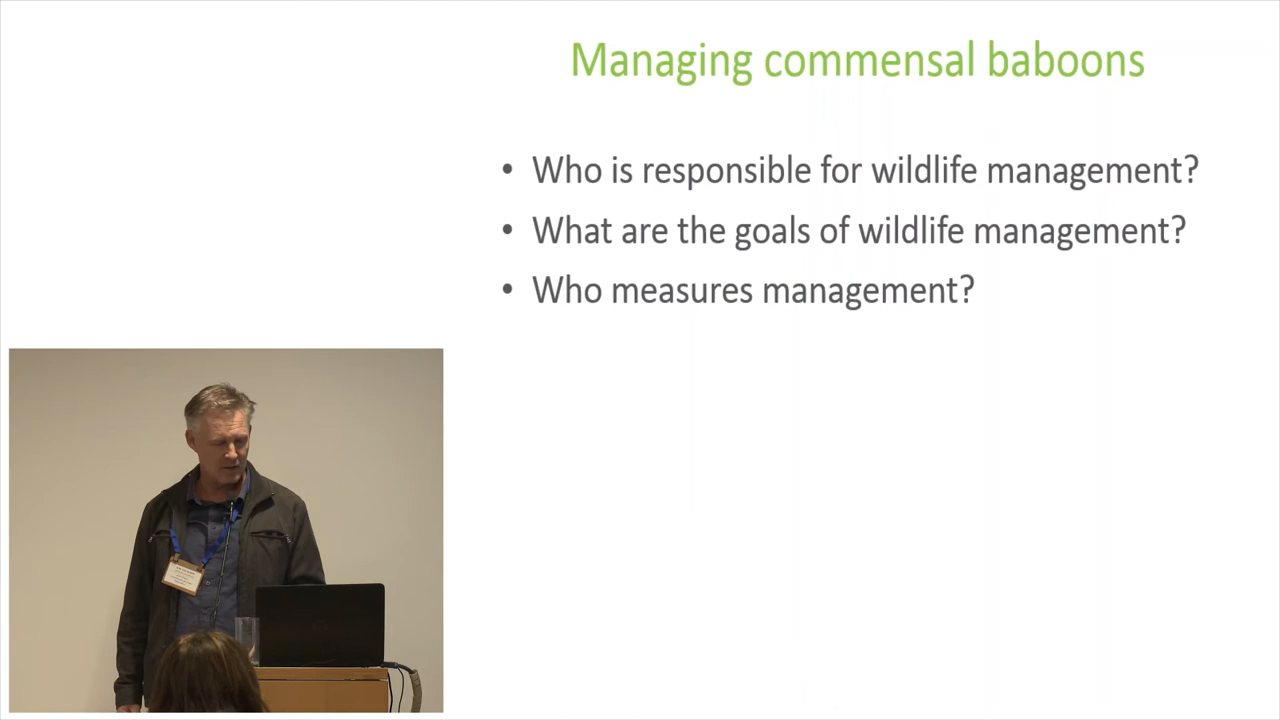 Managing commensal baboons
• Who is responsible for wildlife management?
• What are the goals of wildlife management?
• Who measures management?